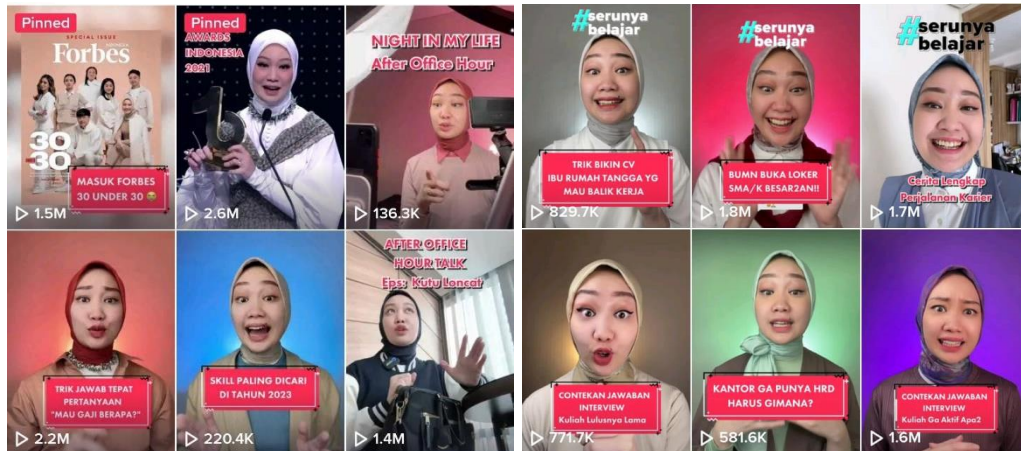 Pinned
SPECIAL ISSUE
Forbes
30
30
MASUK FORBES
30 UNDER 30 😭
1.5M
Pinned
AWARDS
INDONESIA
2021
2.6M
NIGHT IN MY LIFE
After Office Hour
136.3K
#serunya
belajar
TRIK BIKIN CV
IBU RUMAH TANGGA YG
MAU BALIK KERJA
829.7K
#serunya
belajar
BUMN BUKA LOKER
SMA/K BESAR2AN!!
1.8M
#serunya
belajar
Cerita Lengkap
Perjalanan Karier
1.7M
TRIK JAWAB TEPAT
PERTANYAAN
"MAU GAJI BERAPA?"
2.2M
SKILL PALING DICARI
DI TAHUN 2023
220.4K
AFTER OFFICE
HOUR TALK
Eps: Kutu Loncat
1.4M
CONTEKAN JAWABAN
INTERVIEW
Kuliah Lulusnya Lama
771.7K
KANTOR GA PUNYA HRD
HARUS GIMANA?
581.6K
CONTEKAN JAWABAN
INTERVIEW
Kuliah Ga Aktif Apa2
1.6M